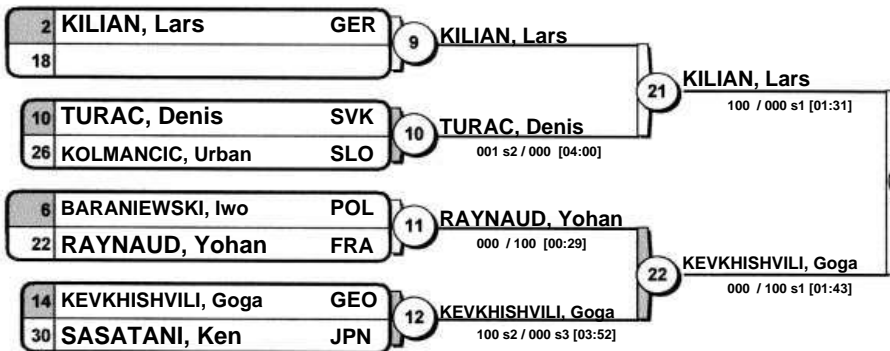 2 KILIAN, Lars GER
18
9 KILIAN, Lars
10 TURAC, Denis SVK
26 KOLMANCIC, Urban SLO
10 TURAC, Denis
001 s2 / 000 [04:00]
21 KILIAN, Lars
100 / 000 s1 [01:31]
6 BARANIEWSKI, Iwo POL
22 RAYNAUD, Yohan FRA
11 RAYNAUD, Yohan
000 / 100 [00:29]
14 KEVKHISHVILI, Goga GEO
30 SASATANI, Ken JPN
12 KEVKHISHVILI, Goga
100 s2 / 000 s3 [03:52]
22 KEVKHISHVILI, Goga
000 / 100 s1 [01:43]